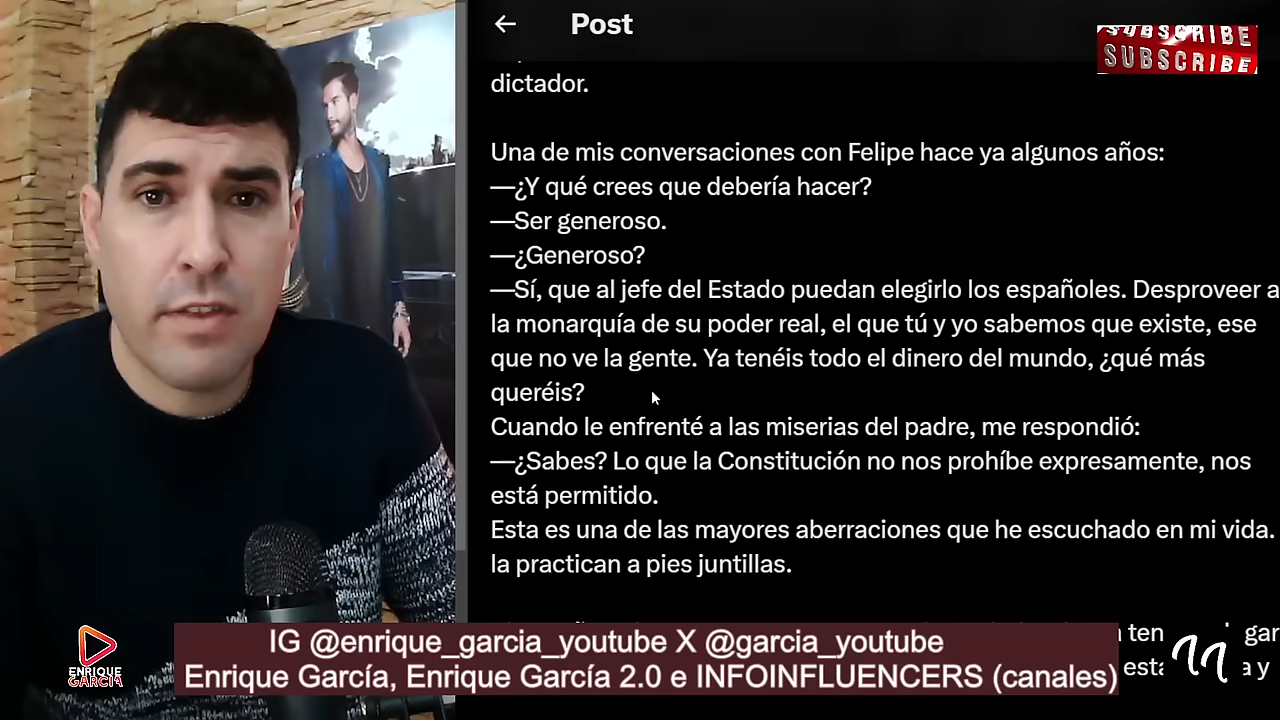 Post
SUBSCRIBE
SUBSCRIBE
dictador.
Una de mis conversaciones con Felipe hace ya algunos años:
—¿Y qué crees que debería hacer?
—Ser generoso.
—¿Generoso?
—Sí, que al jefe del Estado puedan elegirlo los españoles. Desproveer a
la monarquía de su poder real, el que tú y yo sabemos que existe, ese
que no ve la gente. Ya tenéis todo el dinero del mundo, ¿qué más
queréis?
Cuando le enfrenté a las miserias del padre, me respondió:
—¿Sabes? Lo que la Constitución no nos prohíbe expresamente, nos
está permitido.
Esta es una de las mayores aberraciones que he escuchado en mi vida.
la practican a pies juntillas.
IG @enrique_garcia_youtube X @garcia_youtube
Enrique García, Enrique García 2.0 e INFOINFLUENCERS (canales)
ENRIQUE
GARCÍA